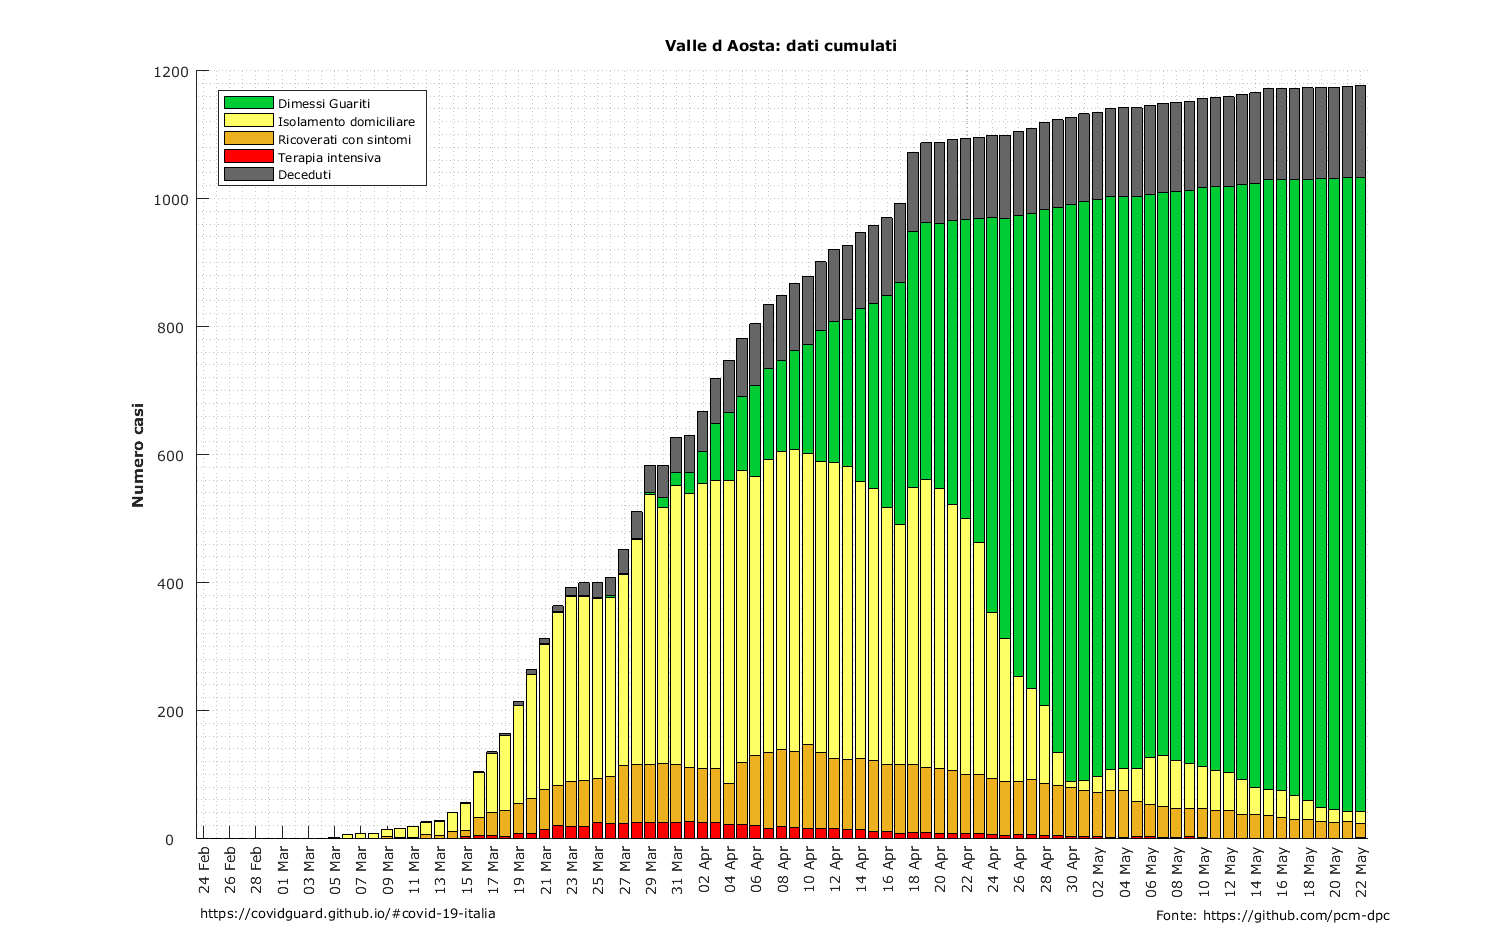 Valle d Aosta: dati cumulati
Numero casi
1200
1000
800
600
400
200
0
Dimessi Guariti
Isolamento domiciliare
Ricoverati con sintomi
Terapia intensiva
Deceduti
24 Feb
26 Feb
28 Feb
01 Mar
03 Mar
05 Mar
07 Mar
09 Mar
11 Mar
13 Mar
15 Mar
17 Mar
19 Mar
21 Mar
23 Mar
25 Mar
27 Mar
29 Mar
31 Mar
02 Apr
04 Apr
06 Apr
08 Apr
10 Apr
12 Apr
14 Apr
16 Apr
18 Apr
20 Apr
22 Apr
24 Apr
26 Apr
28 Apr
30 Apr
02 May
04 May
06 May
08 May
10 May
12 May
14 May
16 May
18 May
20 May
22 May
https://covidguard.github.io/#covid-19-italia
Fonte: https://github.com/pcm-dpc